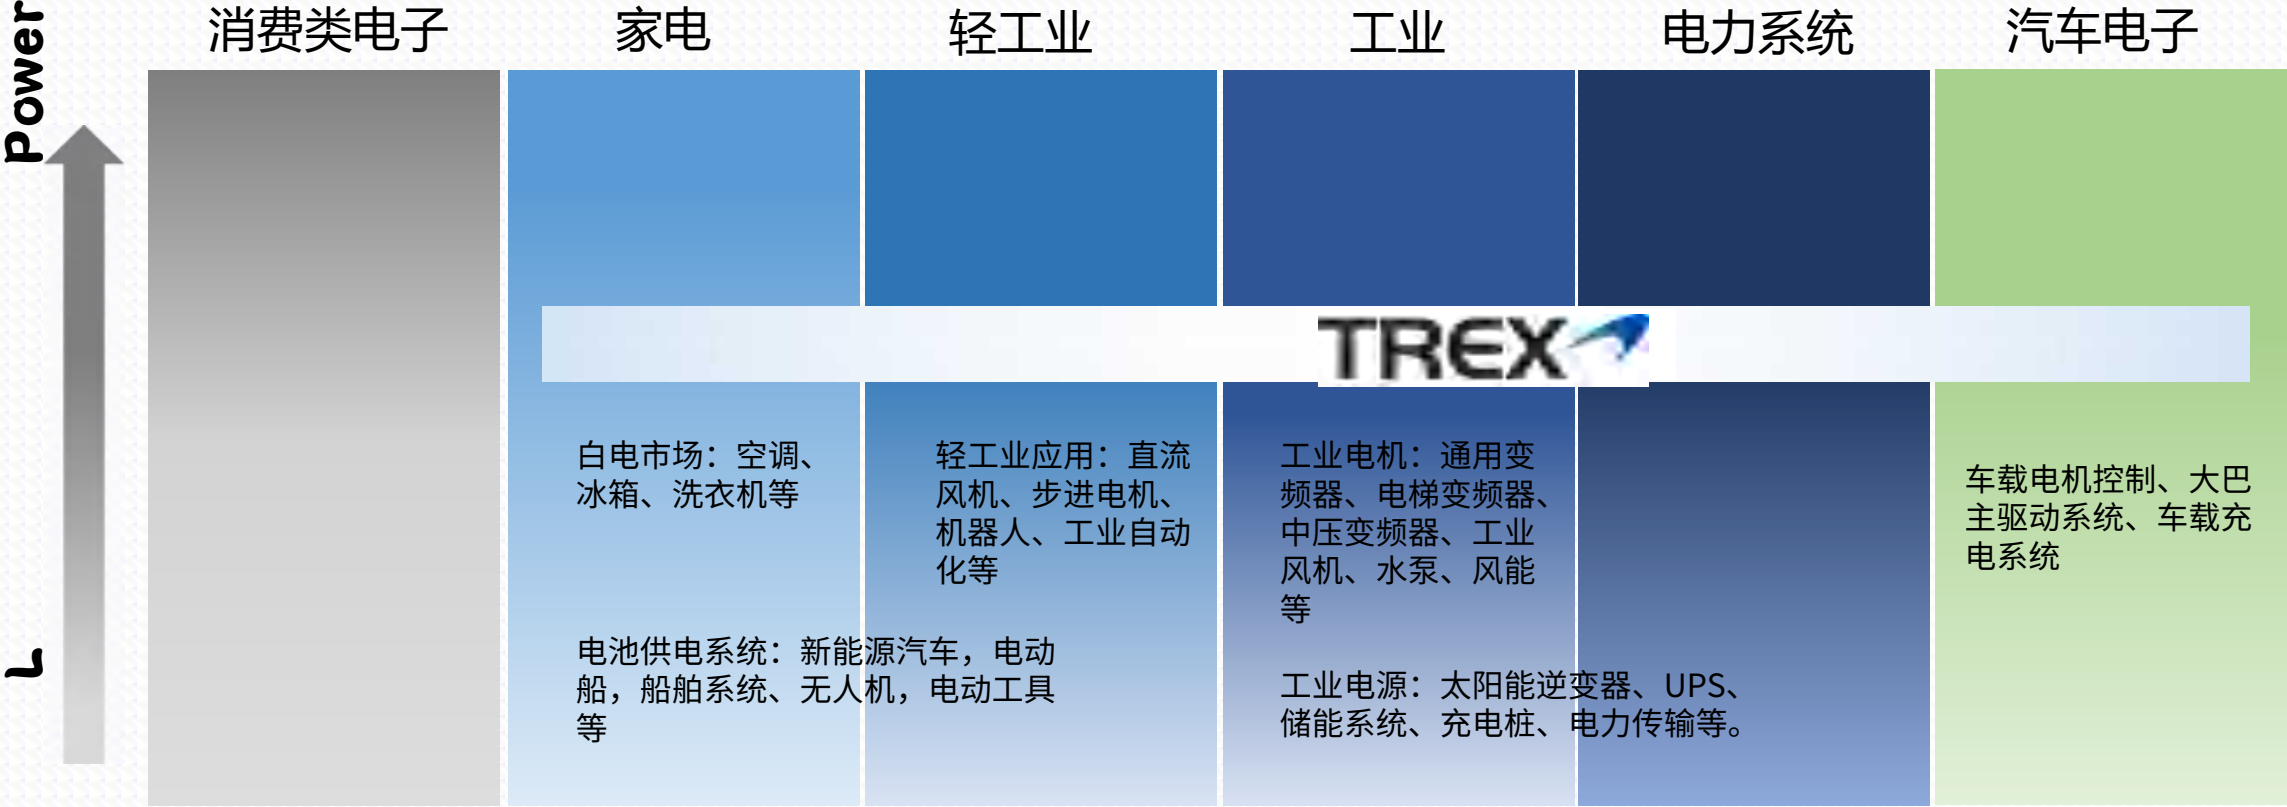 Power
消费类电子
家电
轻工业
工业
电力系统
汽车电子
TREX
白电市场：空调、
冰箱、洗衣机等
轻工业应用：直流
风机、步进电机、
机器人、工业自动
化等
工业电机：通用变
频器、电梯变频器、
中压变频器、工业
风机、水泵、风能
等
车载电机控制、大巴
主驱动系统、车载充
电系统
电池供电系统：新能源汽车，电动
船，船舶系统、无人机，电动工具
等
工业电源：太阳能逆变器、UPS、
储能系统、充电桩、电力传输等。
L